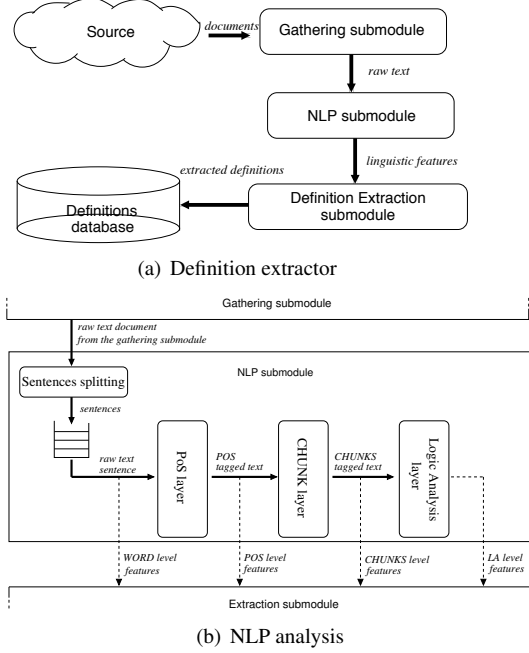 Source
documents
Gathering submodule
raw text
NLP submodule
linguistic features
extracted definitions
Definitions
database
Definition Extraction
submodule
(a) Definition extractor
Gathering submodule
raw text document
from the gathering submodule
NLP submodule
Sentences splitting
sentences
raw text
sentence
PoS layer
POS
tagged text
CHUNK layer
CHUNKS
tagged text
Logic Analysis
layer
WORD level
features
POS level
features
CHUNKS level
features
LA level
features
Extraction submodule
(b) NLP analysis